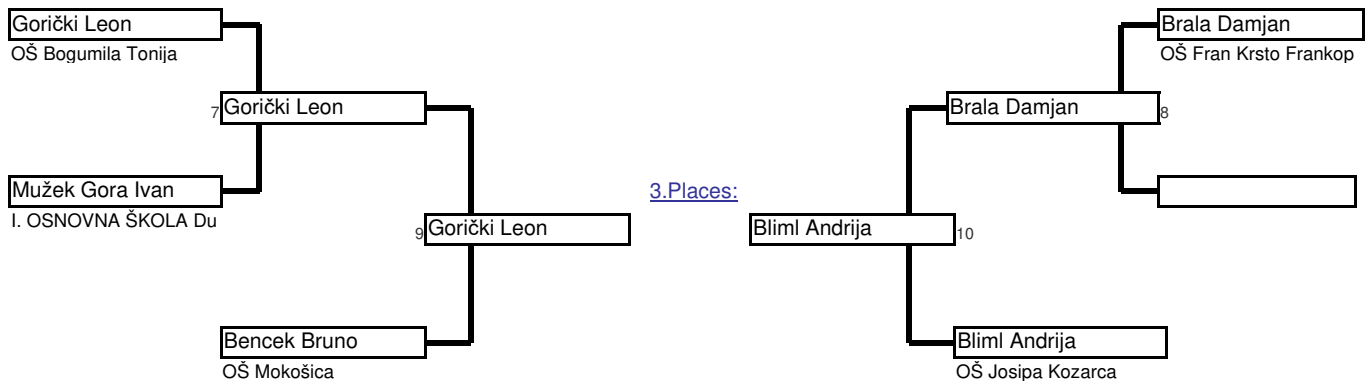 Gorički Leon
OŠ Bogumila Tonija
7 Gorički Leon
Mužek Gora Ivan
I. OSNOVNA ŠKOLA Du
9 Gorički Leon
Bencek Bruno
OŠ Mokošica
3.Places:
Brala Damjan
OŠ Fran Krsto Frankop
Brala Damjan 8
Bliml Andrija 10
Bliml Andrija
OŠ Josipa Kozarca